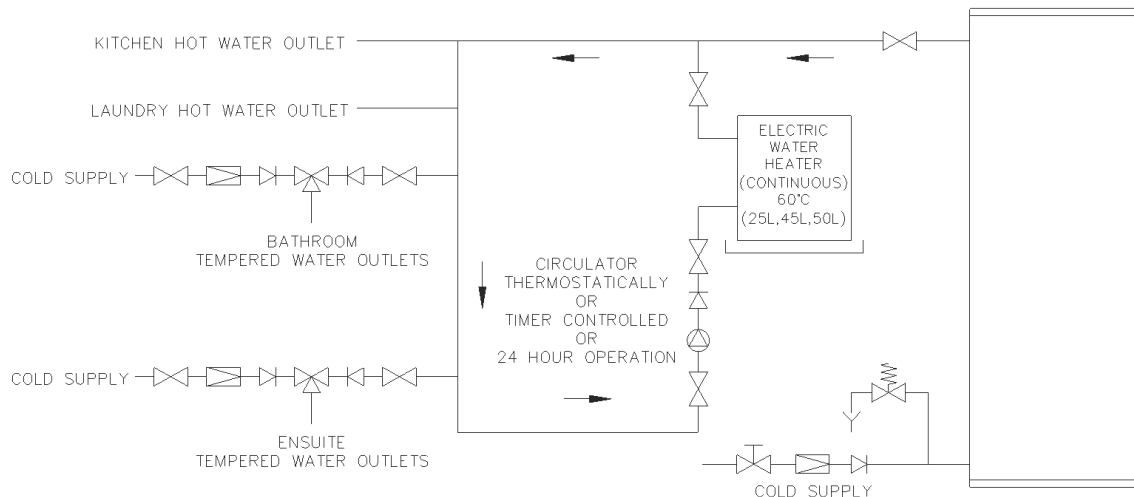 KITCHEN HOT WATER OUTLET
LAUNDRY HOT WATER OUTLET
ELECTRIC
WATER
HEATER
(CONTINUOUS)
60°C
(25L,45L,50L)
COLD SUPPLY
BATHROOM
TEMPERED WATER OUTLETS
CIRCULATOR
THERMOSTATICALLY
OR
TIMER CONTROLLED
OR
24 HOUR OPERATION
COLD SUPPLY
ENSUITE
TEMPERED WATER OUTLETS
COLD SUPPLY